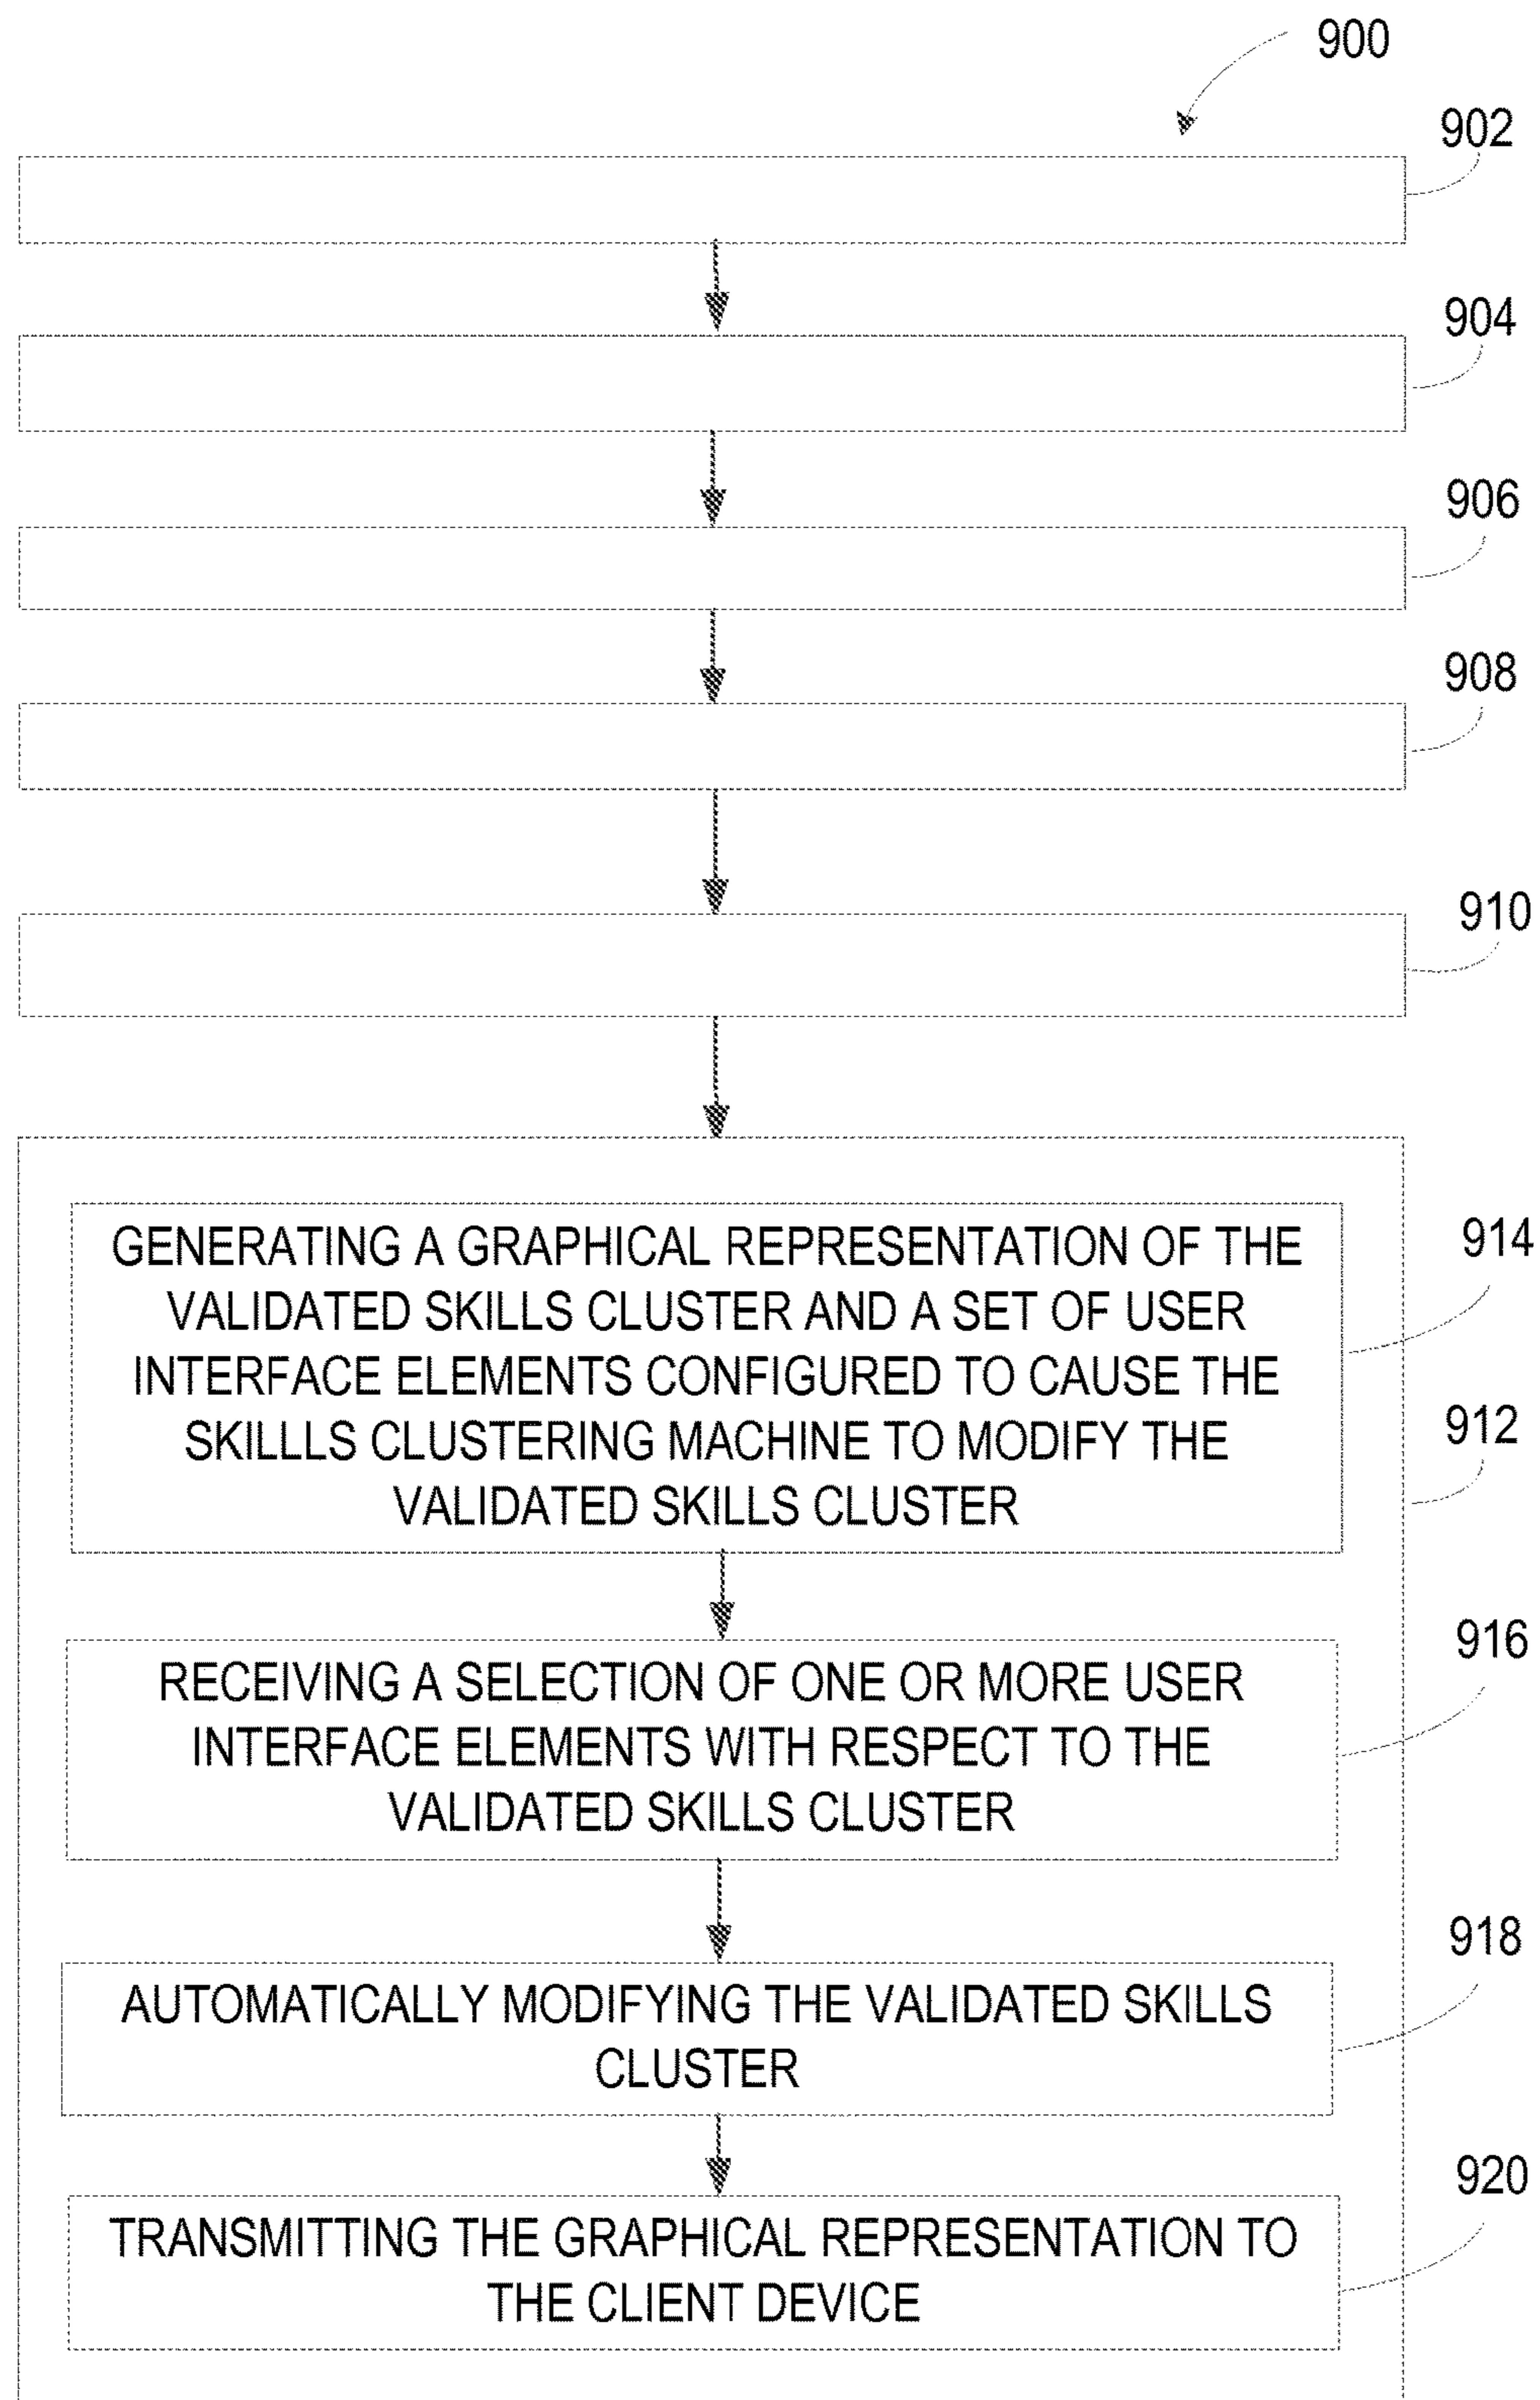 900
902
904
906
908
910
GENERATING A GRAPHICAL REPRESENTATION OF THE
VALIDATED SKILLS CLUSTER AND A SET OF USER
INTERFACE ELEMENTS CONFIGURED TO CAUSE THE
SKILLLS CLUSTERING MACHINE TO MODIFY THE
VALIDATED SKILLS CLUSTER
914
912
RECEIVING A SELECTION OF ONE OR MORE USER
INTERFACE ELEMENTS WITH RESPECT TO THE
VALIDATED SKILLS CLUSTER
916
AUTOMATICALLY MODIFYING THE VALIDATED SKILLS
CLUSTER
918
TRANSMITTING THE GRAPHICAL REPRESENTATION TO
THE CLIENT DEVICE
920